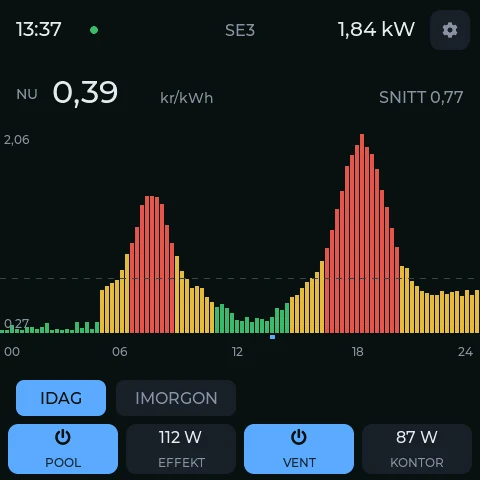 13:37 SE3 1,84 kW
NU 0,39 kr/kWh SNITT 0,77
2,06
0,27
00 06 12 18 24
IDAG IMORGON
112 W 87 W
POOL EFFEKT VENT KONTOR